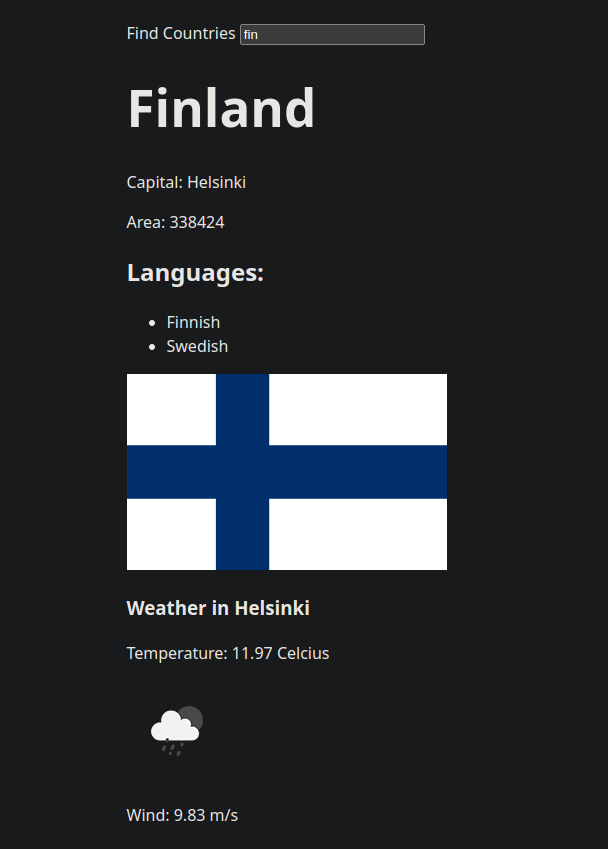 Find Countries fin
Finland
Capital: Helsinki
Area: 338424
Languages:
Finnish
Swedish
Weather in Helsinki
Temperature: 11.97 Celcius
Wind: 9.83 m/s